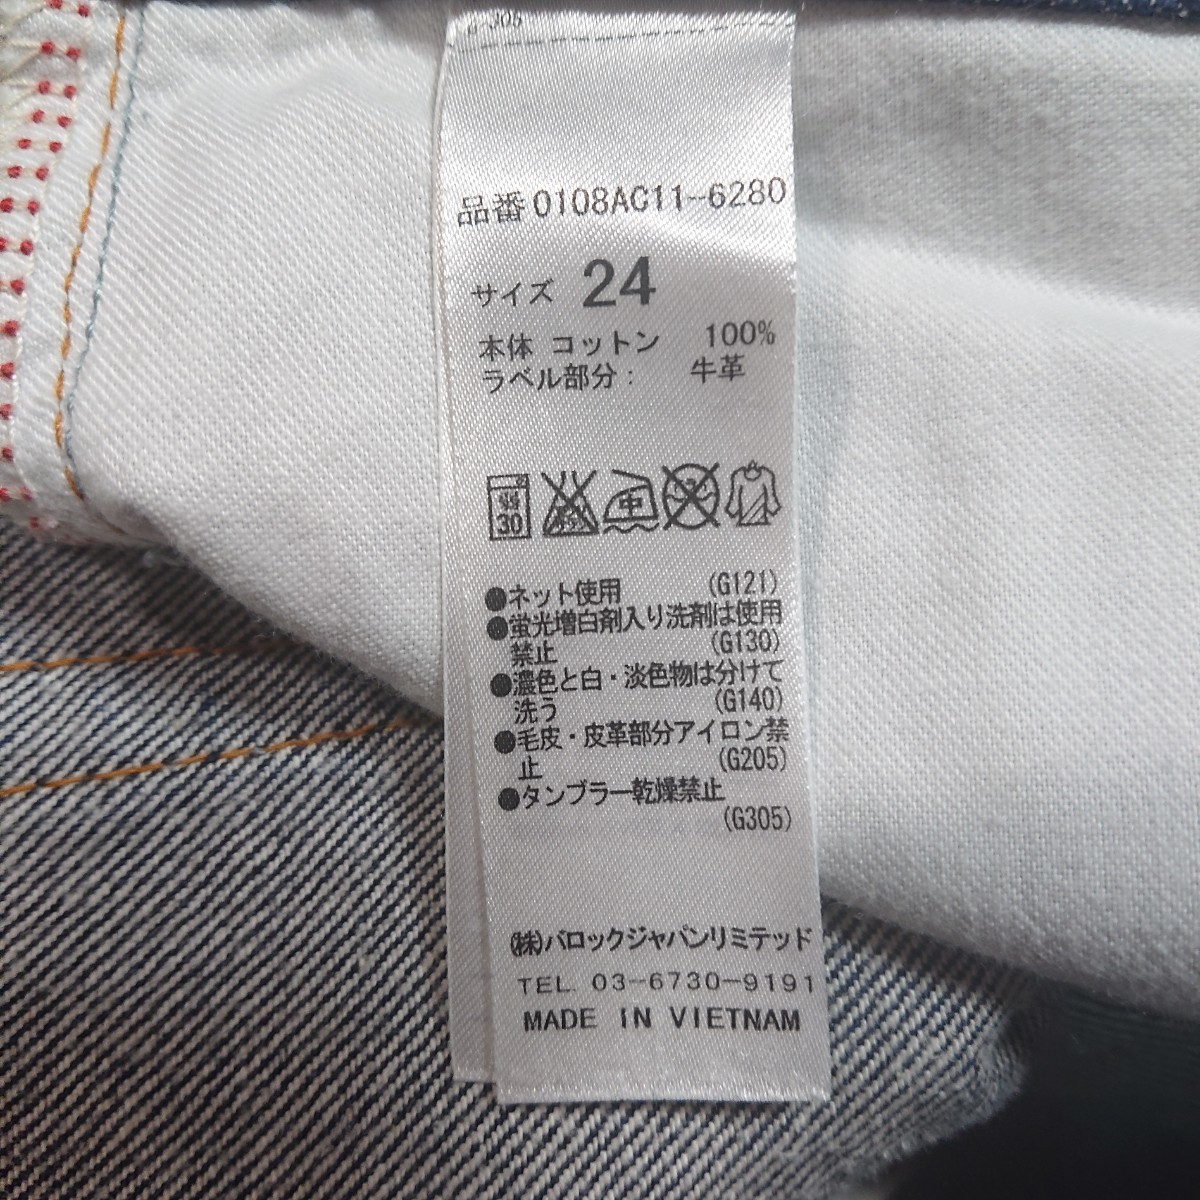 品番 0108AC11-6280
サイズ 24
本体 コットン 100%
ラベル部分： 牛革
弱 30 中
●ネット使用 (G121)
●蛍光増白剤入り洗剤は使用
禁止 (G130)
●濃色と白・淡色物は分けて
洗う (G140)
●毛皮・皮革部分アイロン禁
止 (G205)
●タンブラー乾燥禁止
(G305)
(株)バロックジャパンリミテッド
TEL. 03-6730-9191
MADE IN VIETNAM